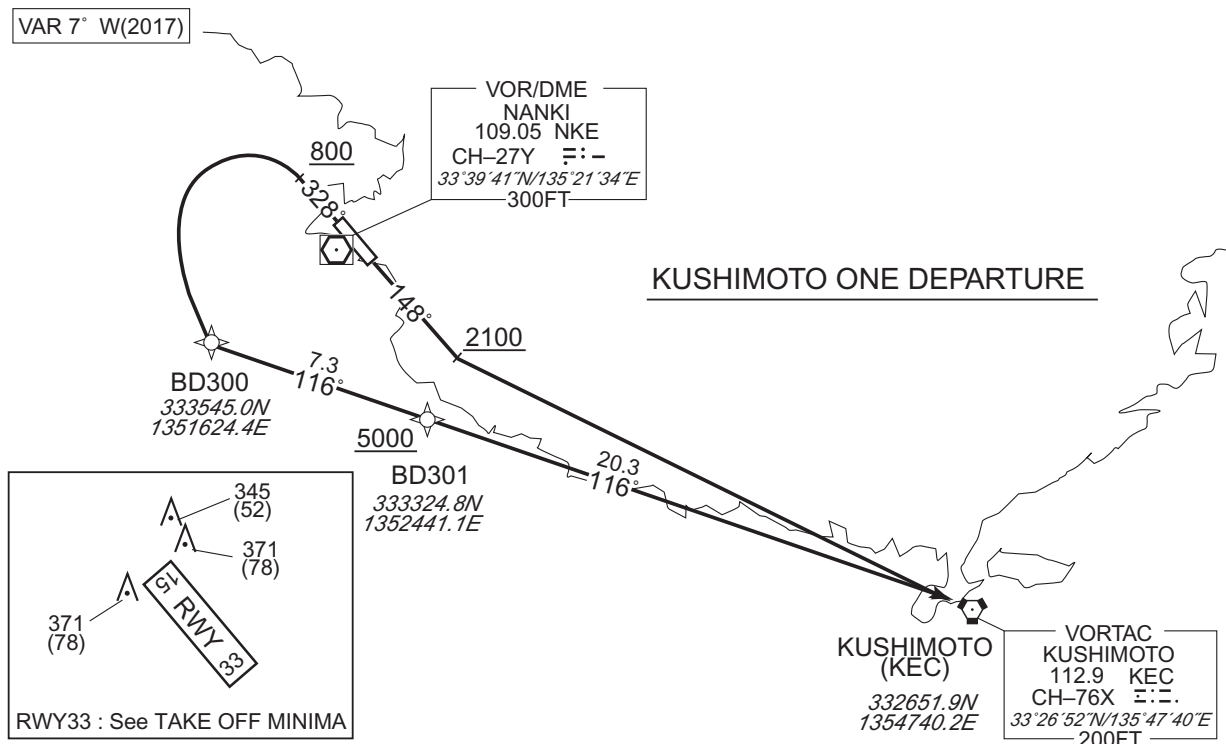 VAR 7° W(2017)
VOR/DME
NANKI
109.05 NKE
CH–27Y
33°39´41˝N/135°21´34˝E
300FT
800
328°
KUSHIMOTO ONE DEPARTURE
148°
2100
7.3
116°
BD300
333545.0N
1351624.4E
5000
BD301
333324.8N
1352441.1E
20.3
116°
345
(52)
371
(78)
371
(78)
15 RWY 33
RWY33 : See TAKE OFF MINIMA
KUSHIMOTO
(KEC)
332651.9N
1354740.2E
VORTAC
KUSHIMOTO
112.9 KEC
CH–76X
33°26´52˝N/135°47´40˝E
200FT